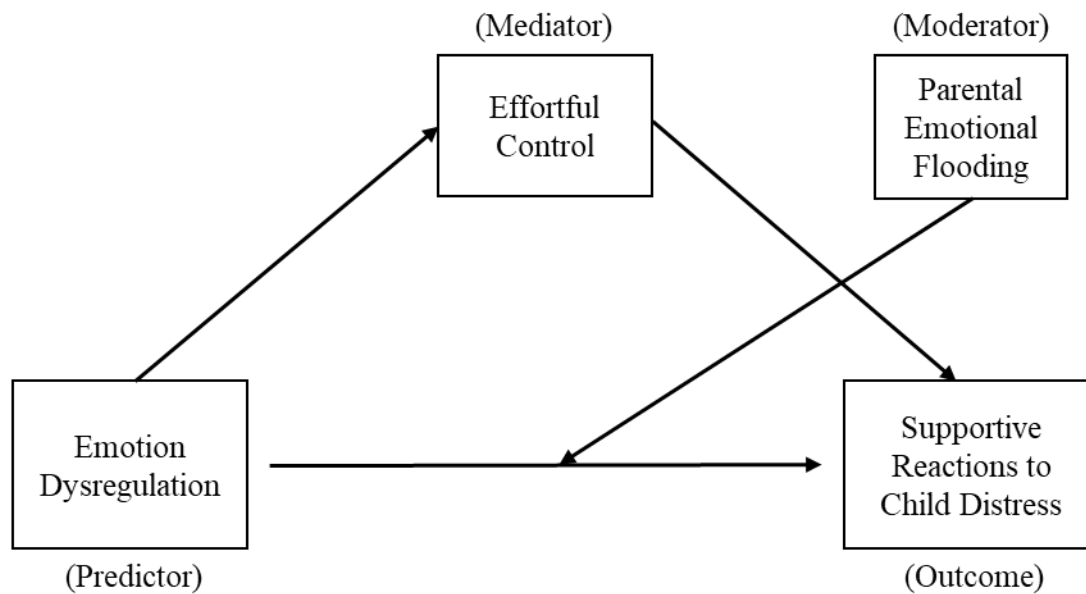 (Mediator)
Effortful
Control
(Moderator)
Parental
Emotional
Flooding
Emotion
Dysregulation
(Predictor)
Supportive
Reactions to
Child Distress
(Outcome)